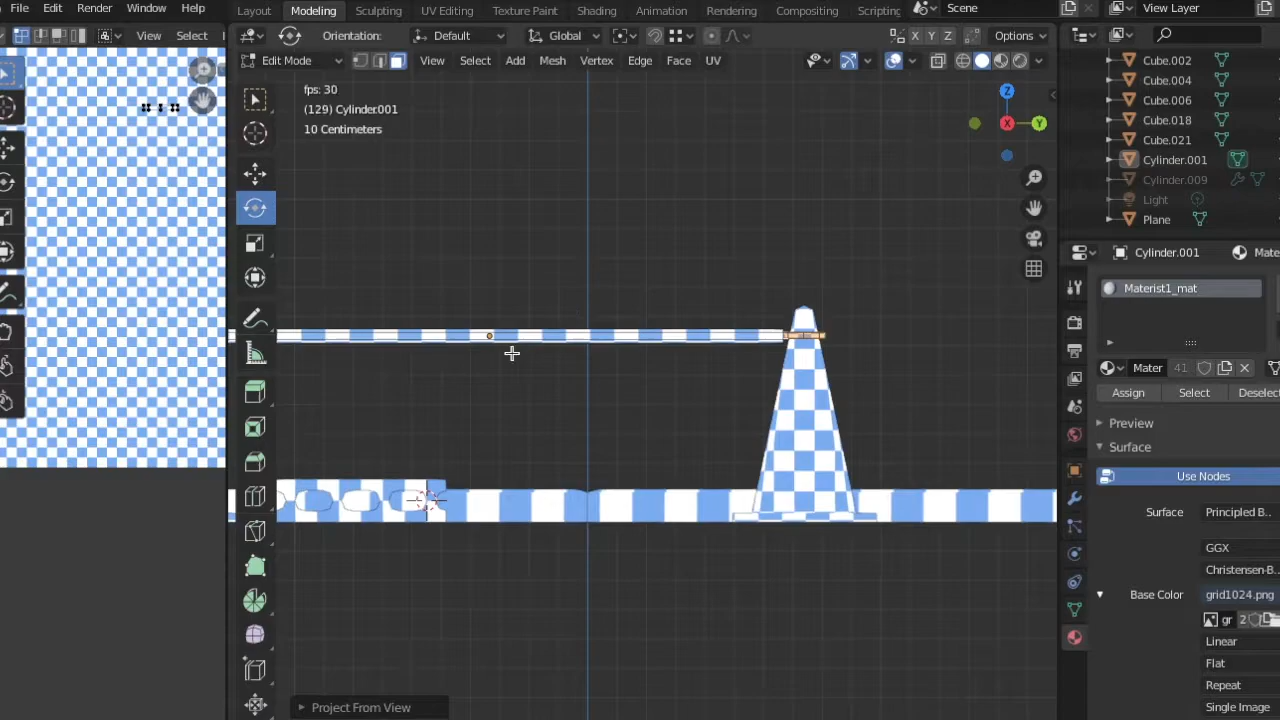 File Edit Render Window Help
Layout Modeling Sculpting UV Editing Texture Paint Shading Animation Rendering Compositing Scripting
Scene
View Layer
View Select
Orientation: Default Global
X Y Z
Options
Edit Mode View Select Add Mesh Vertex Edge Face UV
fps: 30
(129) Cylinder.001
10 Centimeters
Z
X
Y
Cube.002
Cube.004
Cube.006
Cube.018
Cube.021
Cylinder.001
Cylinder.009
Light
Plane
Cylinder.001 Mate
Materist1_mat
Mater 41
Assign Select Deselec
Preview
Surface
Use Nodes
Surface Principled B..
GGX
Christensen-B..
Base Color grid1024.png
gr 2
Linear
Flat
Repeat
Single Image
Project From View